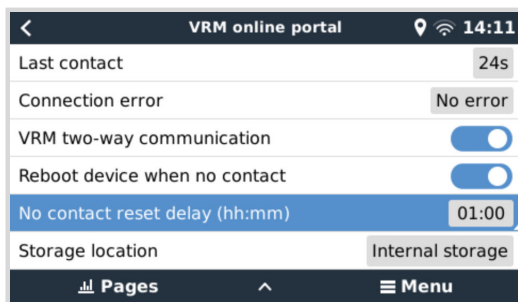 VRM online portal 14:11
Last contact 24s
Connection error No error
VRM two-way communication
Reboot device when no contact
No contact reset delay (hh:mm) 01:00
Storage location Internal storage
Pages Menu